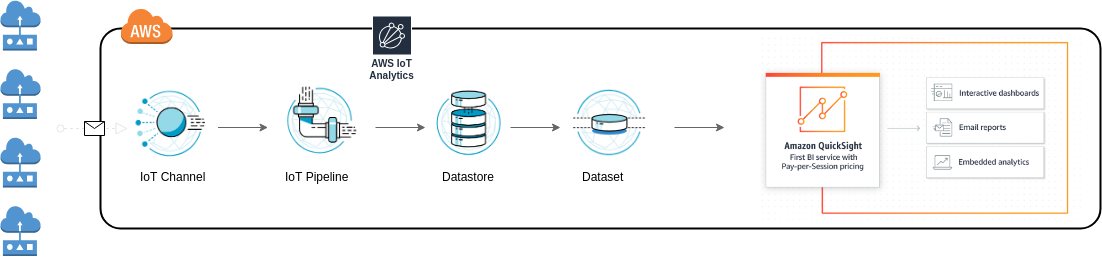 AWS
AWS IoT
Analytics
IoT Channel
IoT Pipeline
Datastore
Dataset
Amazon QuickSight
First BI service with
Pay-per-Session pricing
Interactive dashboards
Email reports
Embedded analytics